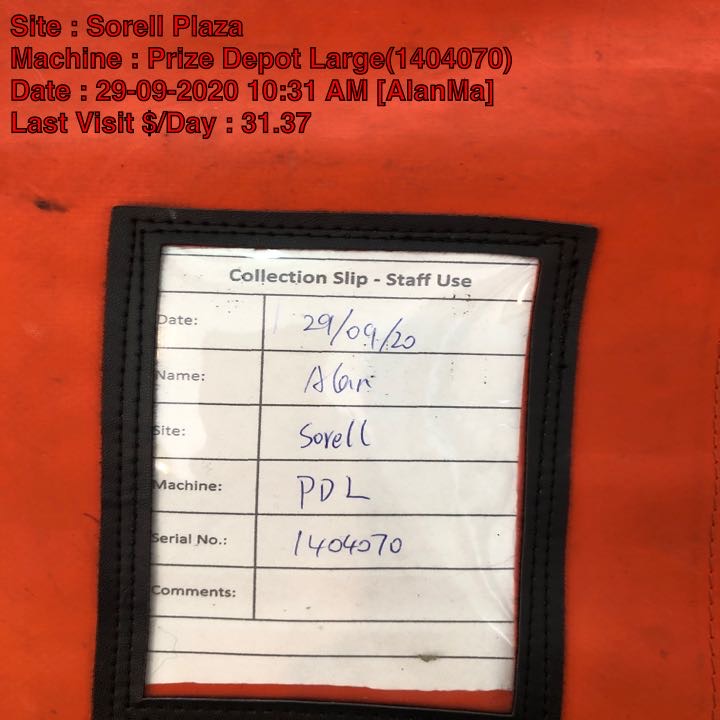 Site : Sorell Plaza
Machine : Prize Depot Large(1404070)
Date : 29-09-2020 10:31 AM [AlanMa]
Last Visit $/Day : 31.37
Collection Slip - Staff Use
Date: 29/09/20
Name: Alan
Site: Sorell
Machine: PDL
Serial No.: 1404070
Comments: